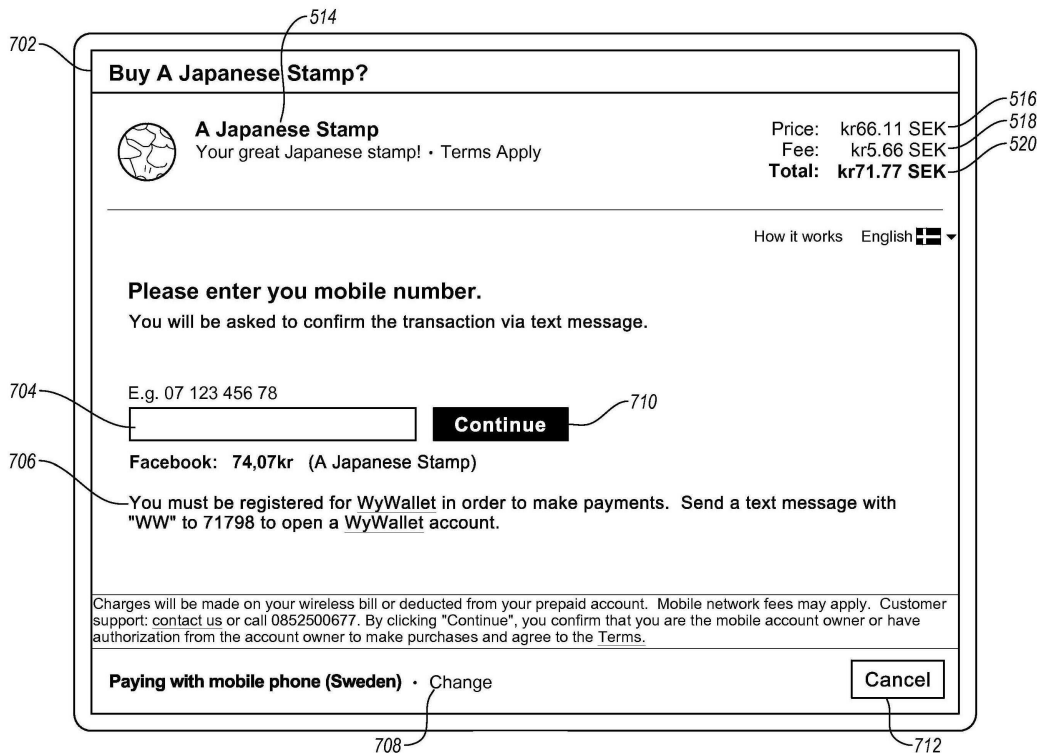 514
702
Buy A Japanese Stamp?
A Japanese Stamp
Your great Japanese stamp! · Terms Apply
Price: kr66.11 SEK
516
Fee: kr5.66 SEK
518
Total: kr71.77 SEK
520
How it works English
Please enter you mobile number.
You will be asked to confirm the transaction via text message.
E.g. 07 123 456 78
704
Continue
710
Facebook: 74,07kr (A Japanese Stamp)
706
You must be registered for WyWallet in order to make payments. Send a text message with
"WW" to 71798 to open a WyWallet account.
Charges will be made on your wireless bill or deducted from your prepaid account. Mobile network fees may apply. Customer
support: contact us or call 0852500677. By clicking "Continue", you confirm that you are the mobile account owner or have
authorization from the account owner to make purchases and agree to the Terms.
Paying with mobile phone (Sweden) · Change
Cancel
708
712